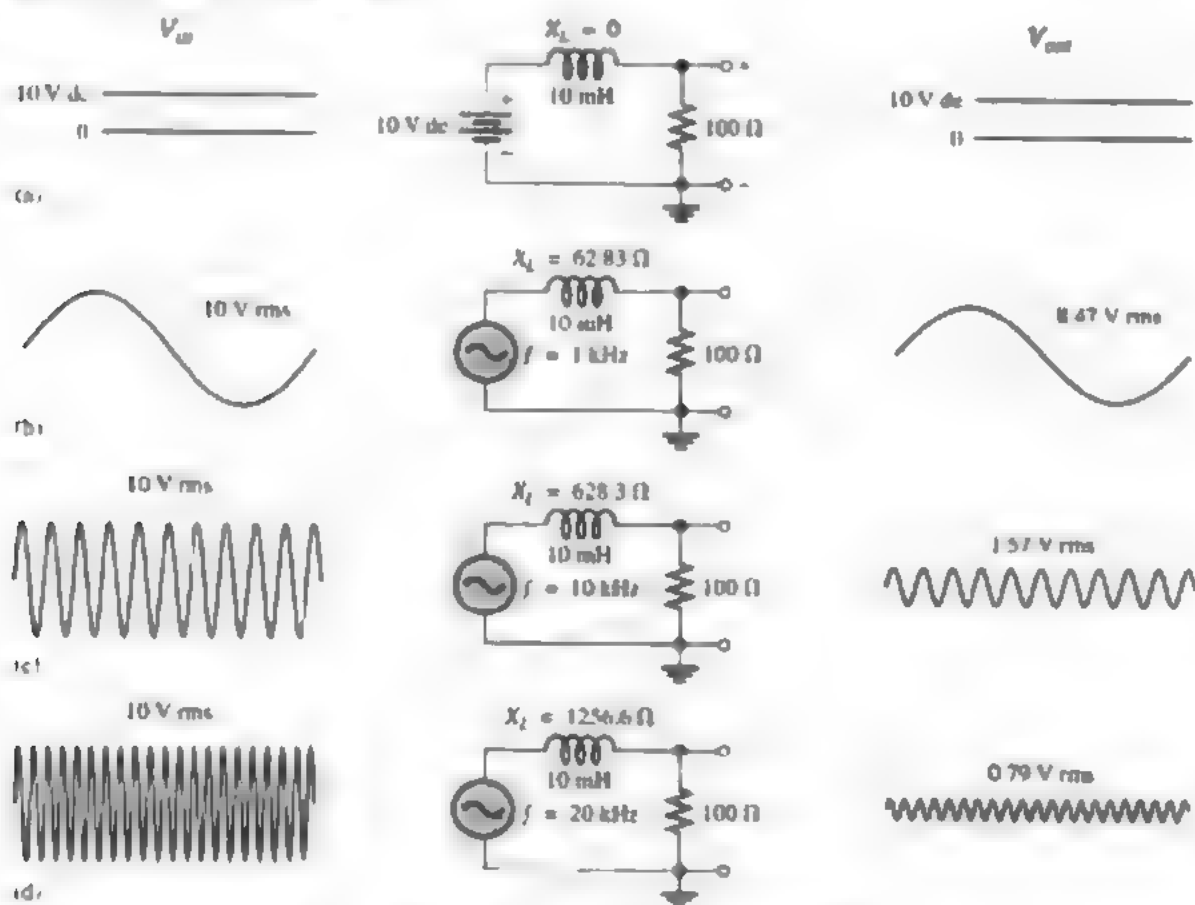 V_in
X_L = 0
V_out
10 V dc
0
10 mH
10 V dc
+
−
100 Ω
10 V dc
0
(a)
X_L = 62.83 Ω
10 V rms
10 mH
f = 1 kHz
100 Ω
8.47 V rms
(b)
10 V rms
X_L = 628.3 Ω
10 mH
f = 10 kHz
100 Ω
1.57 V rms
(c)
10 V rms
X_L = 1256.6 Ω
10 mH
f = 20 kHz
100 Ω
0.79 V rms
(d)